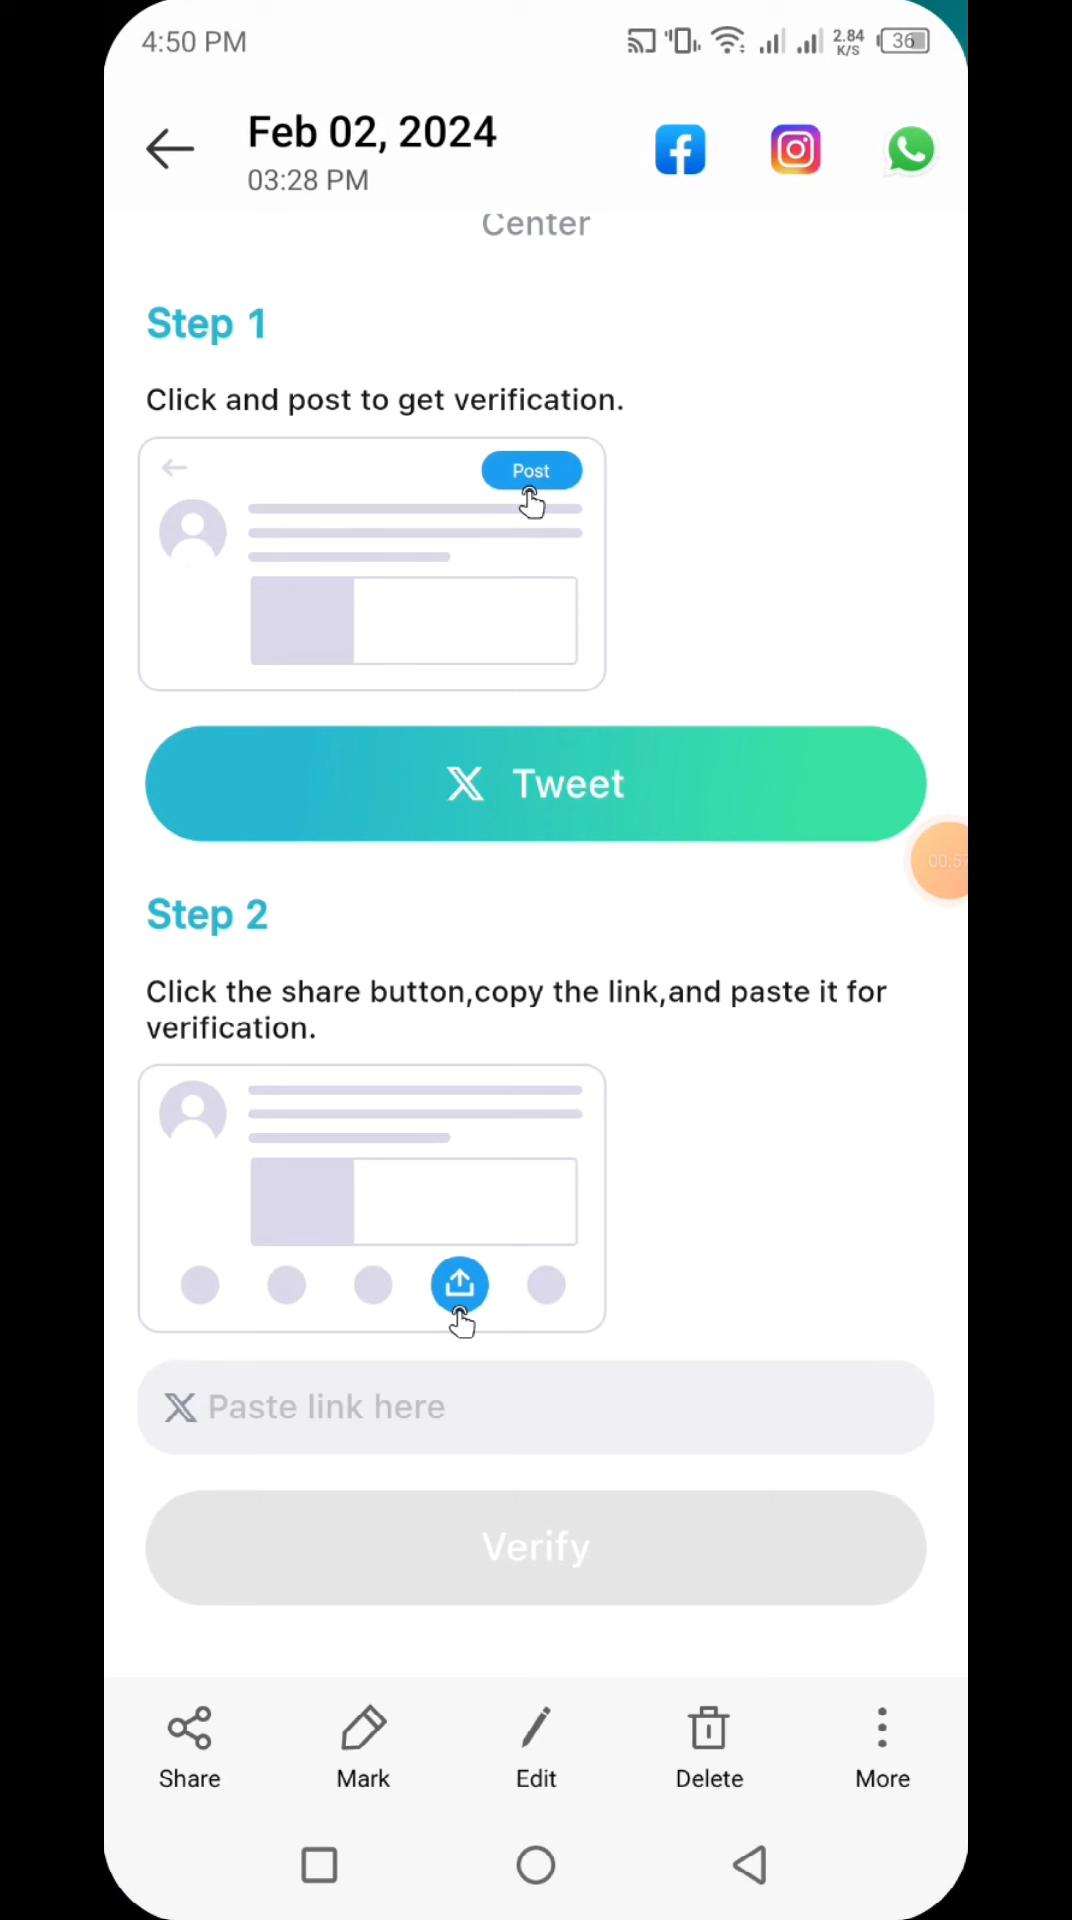 4:50 PM
2.84
K/S
36
Feb 02, 2024
03:28 PM
Center
Step 1
Click and post to get verification.
Post
Tweet
00:5
Step 2
Click the share button,copy the link,and paste it for
verification.
Paste link here
Verify
Share
Mark
Edit
Delete
More